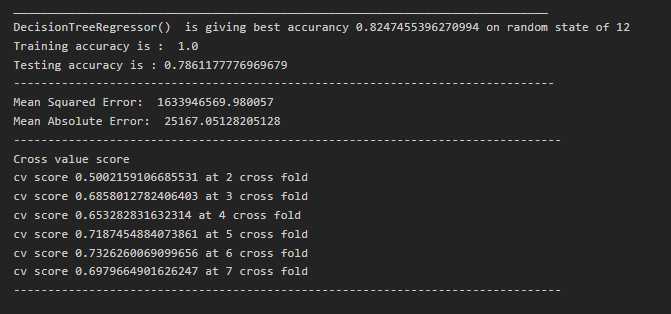 DecisionTreeRegressor()  is giving best accurancy 0.8247455396270994 on random state of 12
Training accuracy is :  1.0
Testing accuracy is : 0.7861177776969679
--------------------------------------------------------------------------------
Mean Squared Error:  1633946569.980057
Mean Absolute Error:  25167.05128205128
---------------------------------------------------------------------------------
Cross value score
cv score 0.5002159106685531 at 2 cross fold
cv score 0.6858012782406403 at 3 cross fold
cv score 0.653282831632314 at 4 cross fold
cv score 0.7187454884073861 at 5 cross fold
cv score 0.7326260069099656 at 6 cross fold
cv score 0.6979664901626247 at 7 cross fold
---------------------------------------------------------------------------------